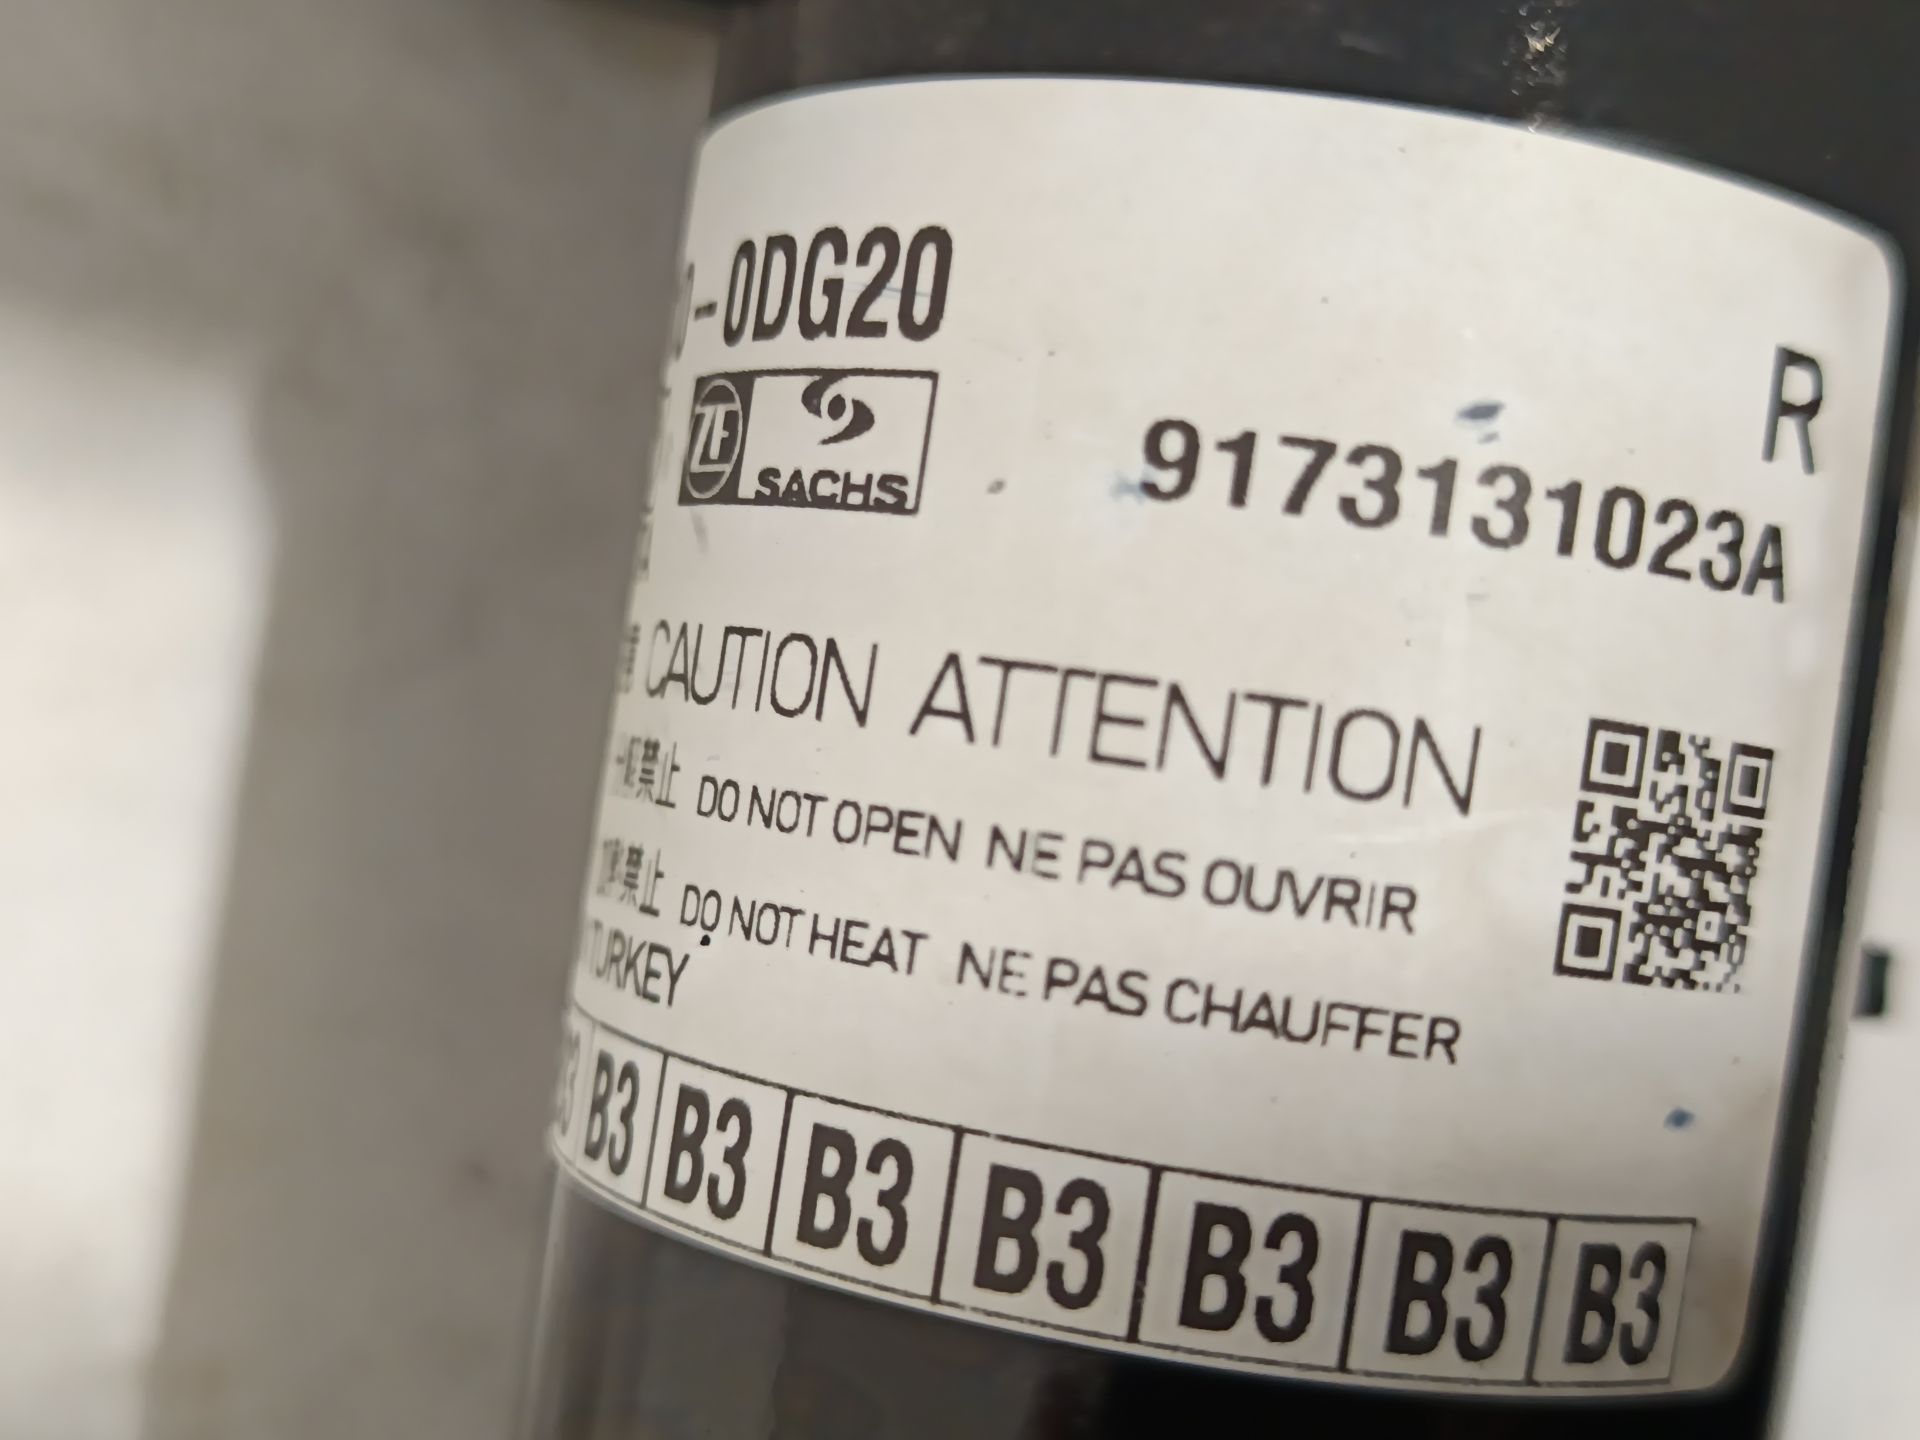 0-0DG20
R
ZF SACHS
9173131023A
CAUTION ATTENTION
禁止 DO NOT OPEN NE PAS OUVRIR
禁止 DO NOT HEAT NE PAS CHAUFFER
TURKEY
B3 B3 B3 B3 B3 B3 B3